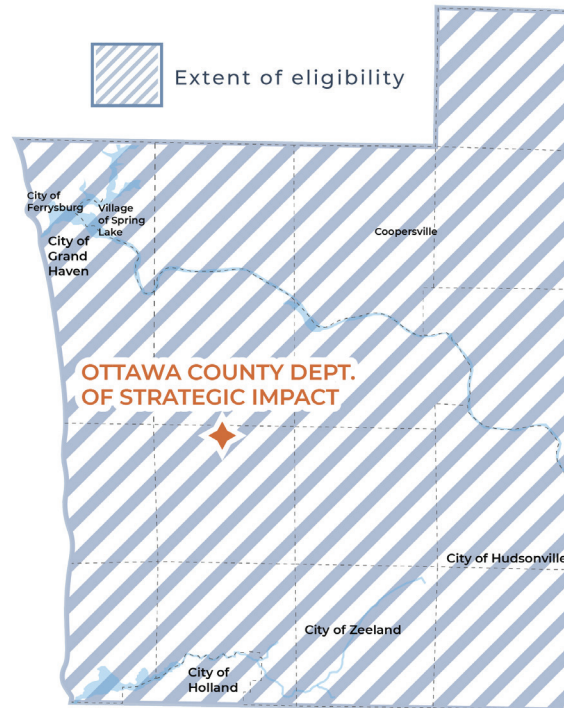 Extent of eligibility
City of
Ferrysburg
Village
of Spring
Lake
City of
Grand
Haven
Coopersville
OTTAWA COUNTY DEPT.
OF STRATEGIC IMPACT
City of Hudsonville
City of Zeeland
City of
Holland